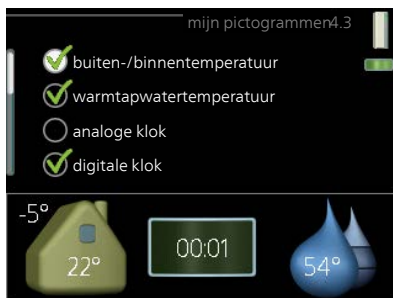 mijn pictogrammen4.3
buiten-/binnentemperatuur
warmtapwatertemperatuur
analoge klok
digitale klok
-5°
22°
00:01
54°